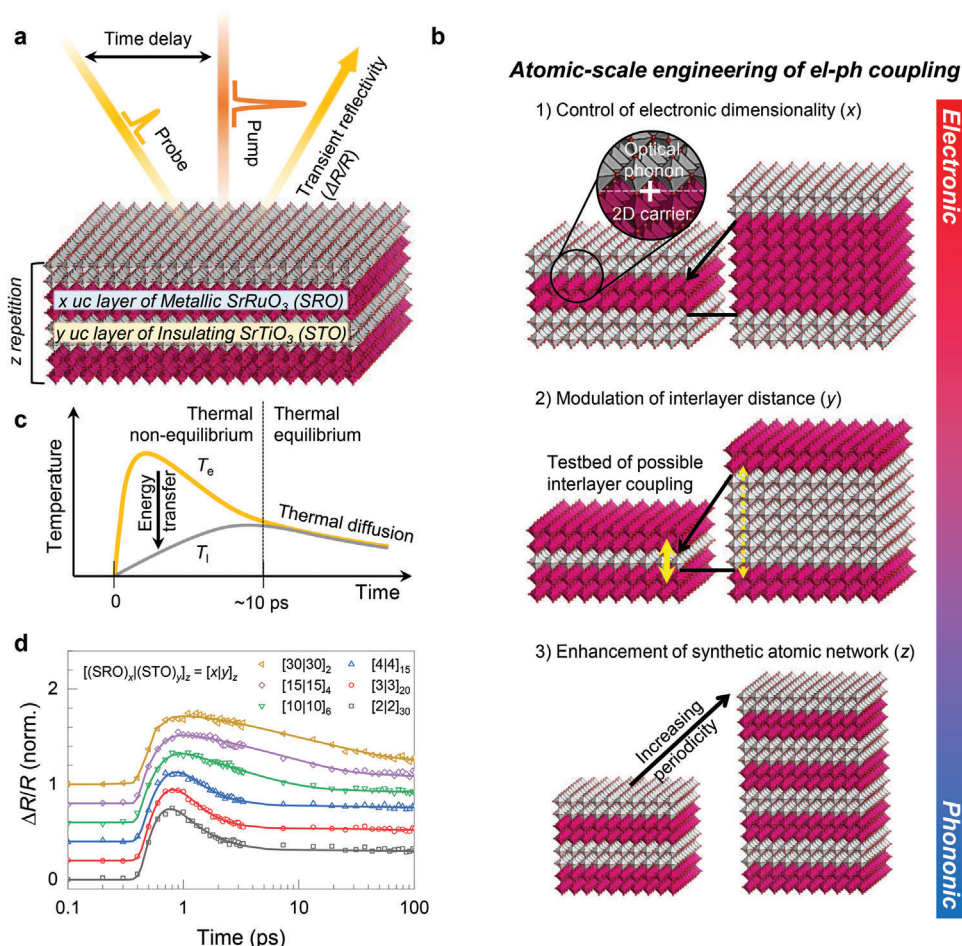 a
Time delay
Probe
Pump
Transient reflectivity
(ΔR/R)
z repetition
x uc layer of Metallic SrRuO₃ (SRO)
y uc layer of Insulating SrTiO₃ (STO)
b
Atomic-scale engineering of el-ph coupling
1) Control of electronic dimensionality (x)
Optical
phonon
+
2D carrier
2) Modulation of interlayer distance (y)
Testbed of possible
interlayer coupling
3) Enhancement of synthetic atomic network (z)
Increasing
periodicity
Electronic
Phononic
c
Temperature
Thermal
non-equilibrium
Thermal
equilibrium
Tₑ
Energy
transfer
Tₗ
Thermal diffusion
0
~10 ps
Time
d
[(SRO)ₓ|(STO)y]z = [x|y]z
[30|30]₂
[15|15]₄
[10|10]₆
[4|4]₁₅
[3|3]₂₀
[2|2]₃₀
ΔR/R (norm.)
2
1
0
0.1
1
10
100
Time (ps)